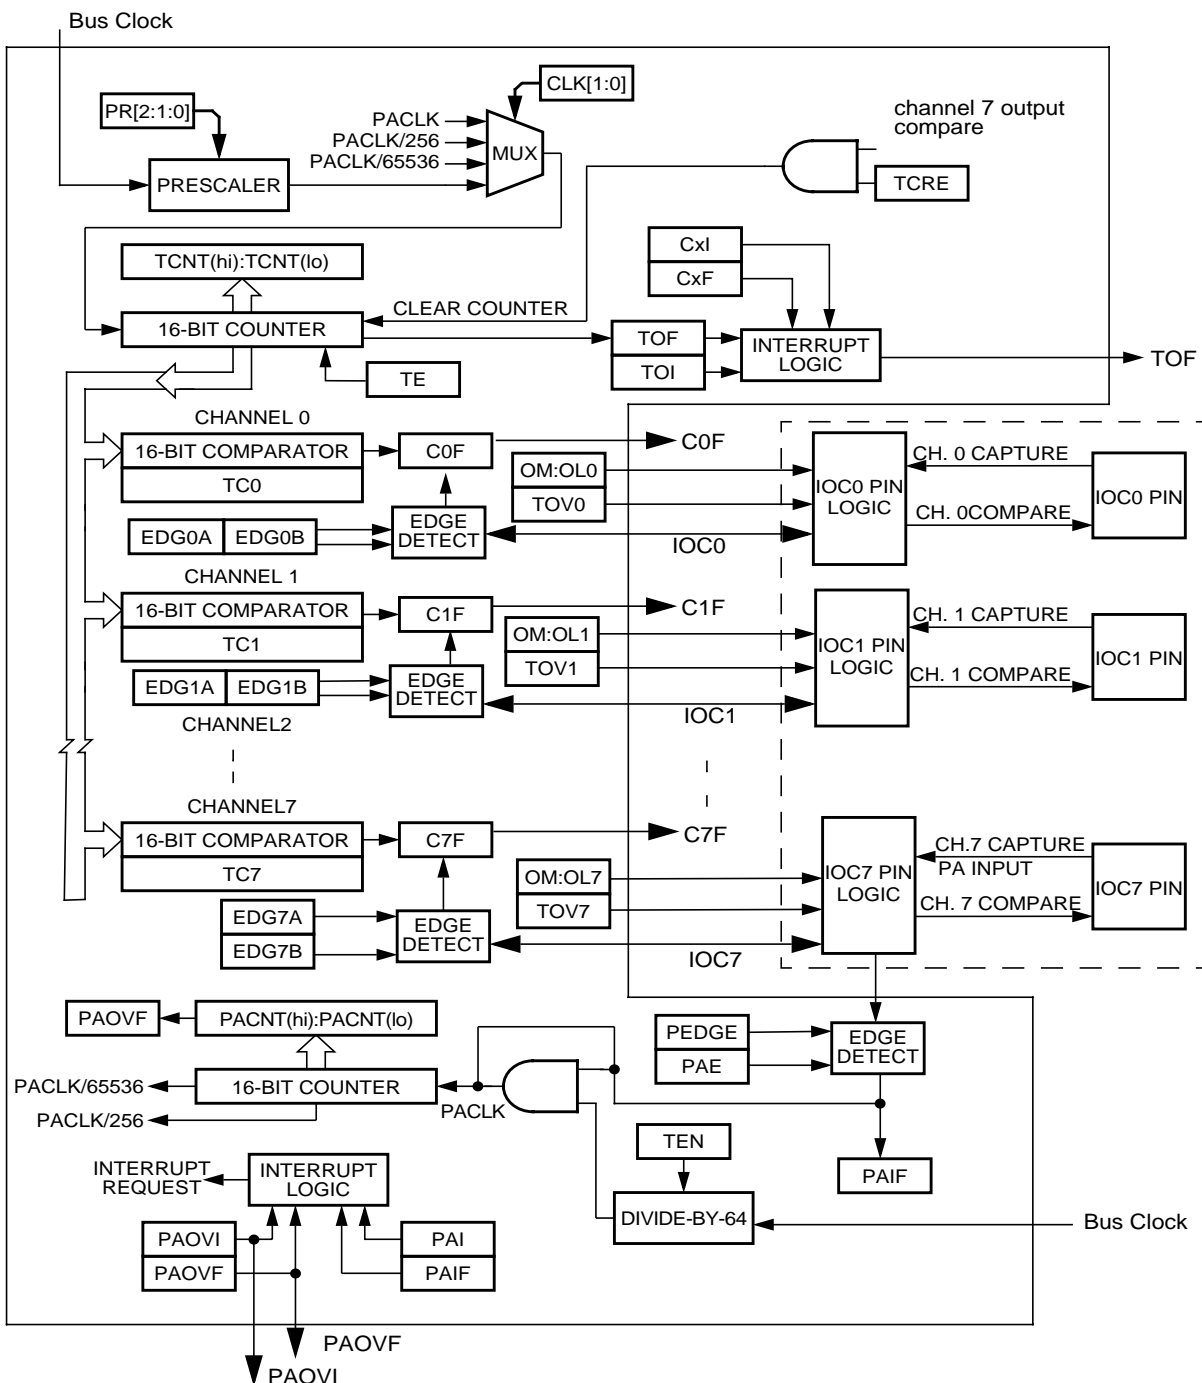 Bus Clock
CLK[1:0]
PR[2:1:0]
channel 7 output
compare
PACLK
PACLK/256
PACLK/65536
MUX
PRESCALER
TCRE
CxI
CxF
TCNT(hi):TCNT(lo)
CLEAR COUNTER
16-BIT COUNTER
TOF
TOI
INTERRUPT
LOGIC
TOF
TE
CHANNEL 0
16-BIT COMPARATOR
TC0
C0F
C0F
OM:OL0
TOV0
IOC0 PIN
LOGIC
CH. 0 CAPTURE
CH. 0COMPARE
IOC0 PIN
EDG0A
EDG0B
EDGE
DETECT
IOC0
CHANNEL 1
16-BIT COMPARATOR
TC1
C1F
C1F
OM:OL1
TOV1
IOC1 PIN
LOGIC
CH. 1 CAPTURE
CH. 1 COMPARE
IOC1 PIN
EDG1A
EDG1B
EDGE
DETECT
IOC1
CHANNEL2
CHANNEL7
16-BIT COMPARATOR
TC7
C7F
C7F
OM:OL7
TOV7
IOC7 PIN
LOGIC
CH.7 CAPTURE
PA INPUT
CH. 7 COMPARE
IOC7 PIN
EDG7A
EDG7B
EDGE
DETECT
IOC7
PAOVF
PACNT(hi):PACNT(lo)
PEDGE
PAE
EDGE
DETECT
PACLK/65536
16-BIT COUNTER
PACLK
PACLK/256
TEN
PAIF
INTERRUPT
REQUEST
INTERRUPT
LOGIC
DIVIDE-BY-64
Bus Clock
PAOVI
PAOVF
PAI
PAIF
PAOVF
PAOVI